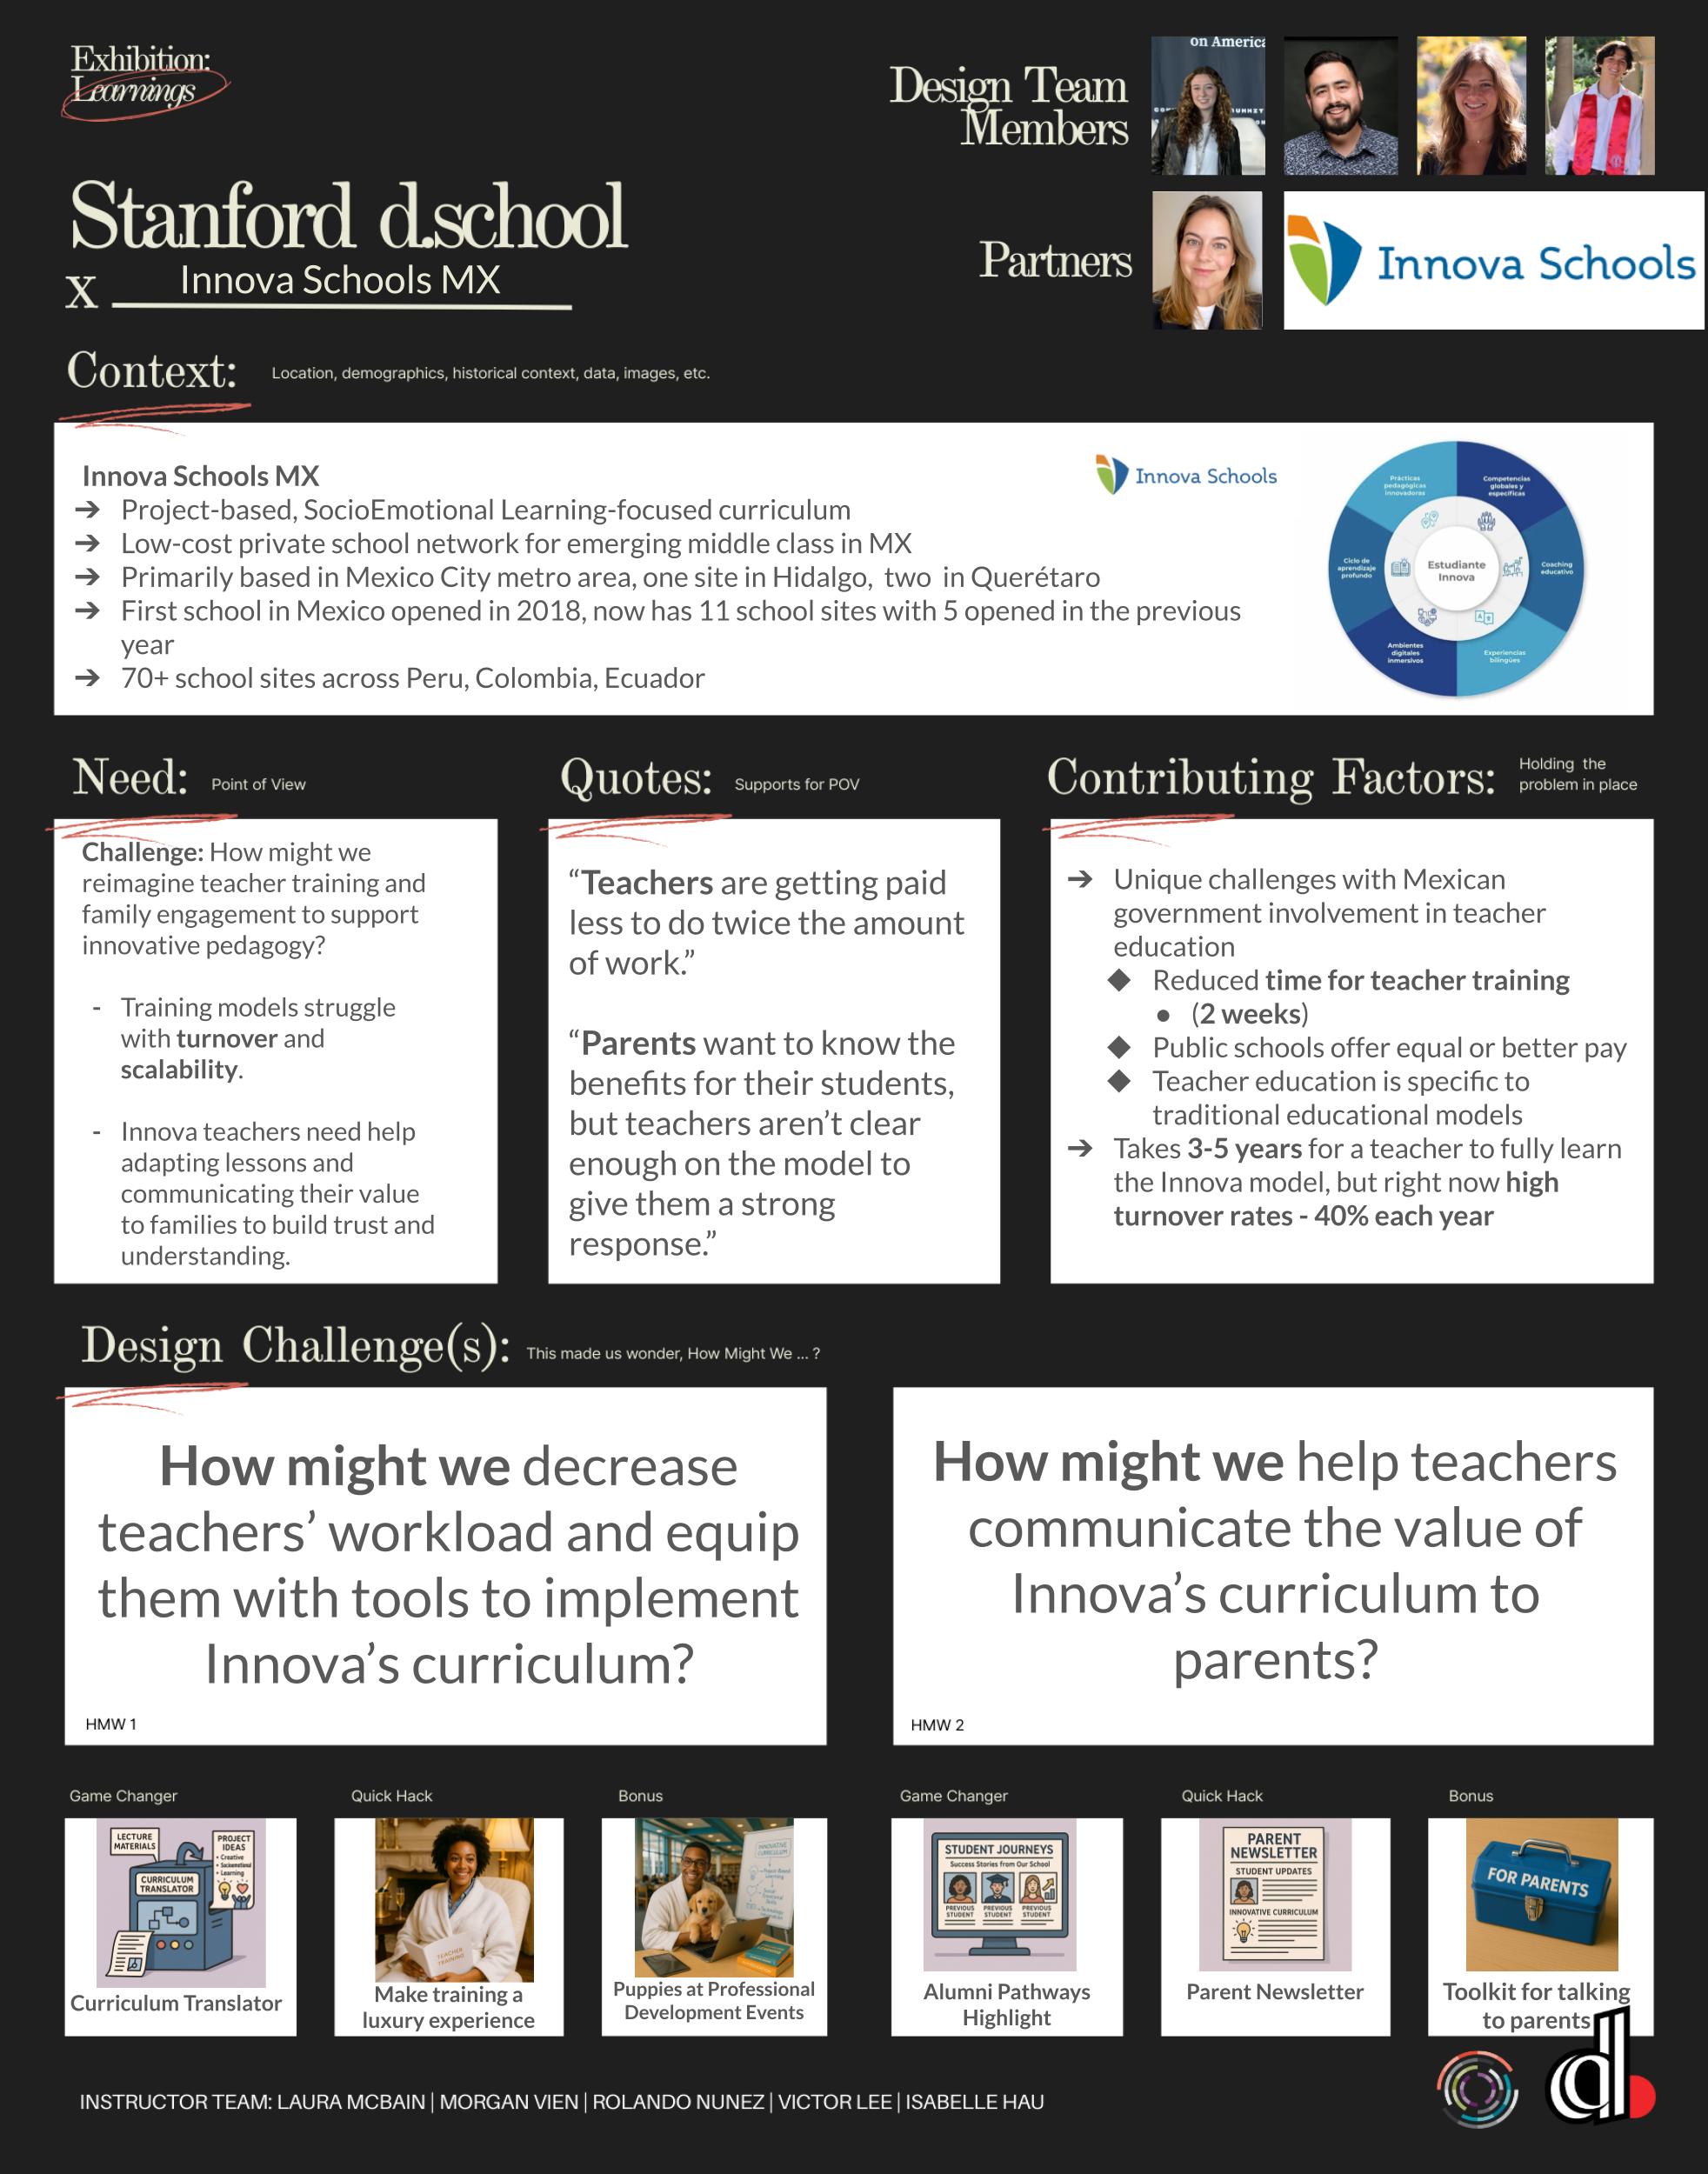 Exhibition:
Learnings
Design Team
Members
on America
Stanford d.school
x Innova Schools MX
Partners
Innova Schools
Context:
Location, demographics, historical context, data, images, etc.
Innova Schools MX
➔ Project-based, SocioEmotional Learning-focused curriculum
➔ Low-cost private school network for emerging middle class in MX
➔ Primarily based in Mexico City metro area, one site in Hidalgo, two in Querétaro
➔ First school in Mexico opened in 2018, now has 11 school sites with 5 opened in the previous
year
➔ 70+ school sites across Peru, Colombia, Ecuador
Innova Schools
Prácticas
pedagógicas
innovadoras
Competencias
globales y
específicas
Ciclo de
aprendizaje
profundo
Estudiante
Innova
Coaching
educativo
Ambientes
digitales
inmersivos
Experiencias
bilingües
Need:
Point of View
Challenge: How might we
reimagine teacher training and
family engagement to support
innovative pedagogy?
- Training models struggle
with turnover and
scalability.
- Innova teachers need help
adapting lessons and
communicating their value
to families to build trust and
understanding.
Quotes:
Supports for POV
“Teachers are getting paid
less to do twice the amount
of work.”
“Parents want to know the
benefits for their students,
but teachers aren’t clear
enough on the model to
give them a strong
response.”
Contributing Factors:
Holding the
problem in place
➔ Unique challenges with Mexican
government involvement in teacher
education
◆ Reduced time for teacher training
● (2 weeks)
◆ Public schools offer equal or better pay
◆ Teacher education is specific to
traditional educational models
➔ Takes 3-5 years for a teacher to fully learn
the Innova model, but right now high
turnover rates - 40% each year
Design Challenge(s):
This made us wonder, How Might We ... ?
How might we decrease
teachers’ workload and equip
them with tools to implement
Innova’s curriculum?
HMW 1
How might we help teachers
communicate the value of
Innova’s curriculum to
parents?
HMW 2
Game Changer
LECTURE
MATERIALS
PROJECT
IDEAS
• Creative
• Socioemotional
• Learning
CURRICULUM
TRANSLATOR
Curriculum Translator
Quick Hack
TEACHER
TRAINING
Make training a
luxury experience
Bonus
INNOVATIVE
CURRICULUM
Puppies at Professional
Development Events
Game Changer
STUDENT JOURNEYS
Success Stories from Our School
PREVIOUS
STUDENT
PREVIOUS
STUDENT
PREVIOUS
STUDENT
Alumni Pathways
Highlight
Quick Hack
PARENT
NEWSLETTER
STUDENT UPDATES
INNOVATIVE CURRICULUM
Parent Newsletter
Bonus
FOR PARENTS
Toolkit for talking
to parents
INSTRUCTOR TEAM: LAURA MCBAIN | MORGAN VIEN | ROLANDO NUNEZ | VICTOR LEE | ISABELLE HAU
d.